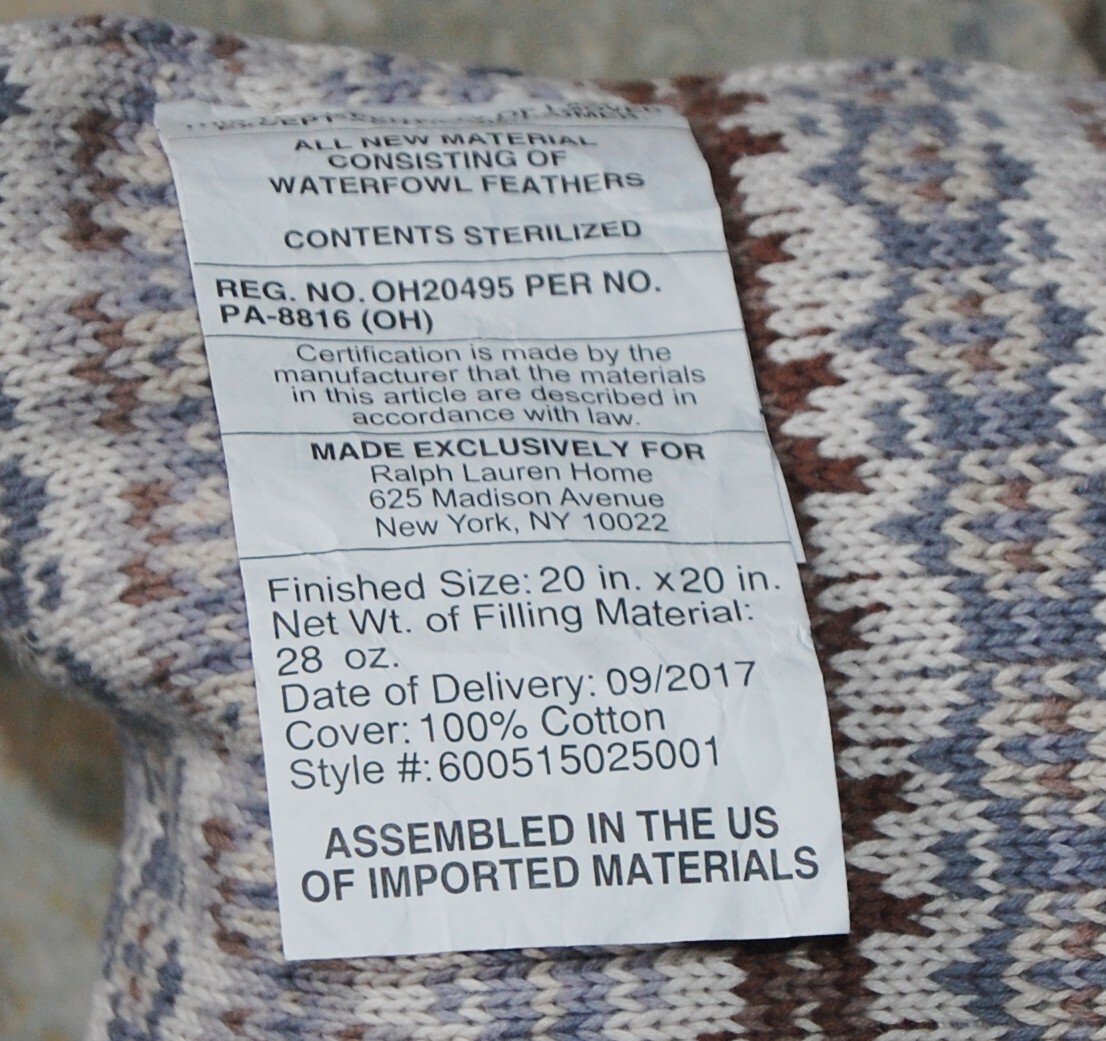 ALL NEW MATERIAL
CONSISTING OF
WATERFOWL FEATHERS
CONTENTS STERILIZED
REG. NO. OH20495 PER NO.
PA-8816 (OH)
Certification is made by the
manufacturer that the materials
in this article are described in
accordance with law.
MADE EXCLUSIVELY FOR
Ralph Lauren Home
625 Madison Avenue
New York, NY 10022
Finished Size: 20 in. x 20 in.
Net Wt. of Filling Material:
28 oz.
Date of Delivery: 09/2017
Cover: 100% Cotton
Style #: 600515025001
ASSEMBLED IN THE US
OF IMPORTED MATERIALS